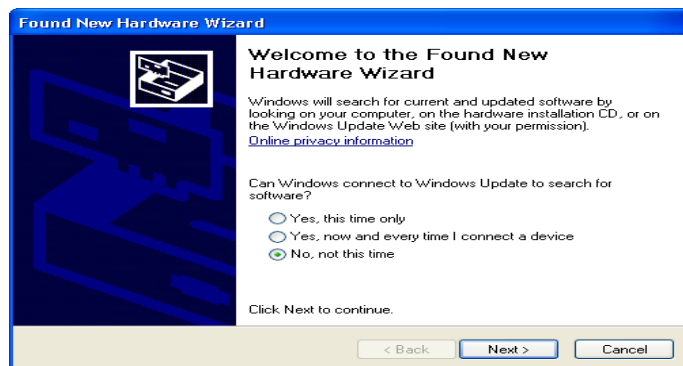 Found New Hardware Wizard
Welcome to the Found New
Hardware Wizard
Windows will search for current and updated software by
looking on your computer, on the hardware installation CD, or on
the Windows Update Web site (with your permission).
Online privacy information
Can Windows connect to Windows Update to search for
software?
Yes, this time only
Yes, now and every time I connect a device
No, not this time
Click Next to continue.
< Back Next > Cancel